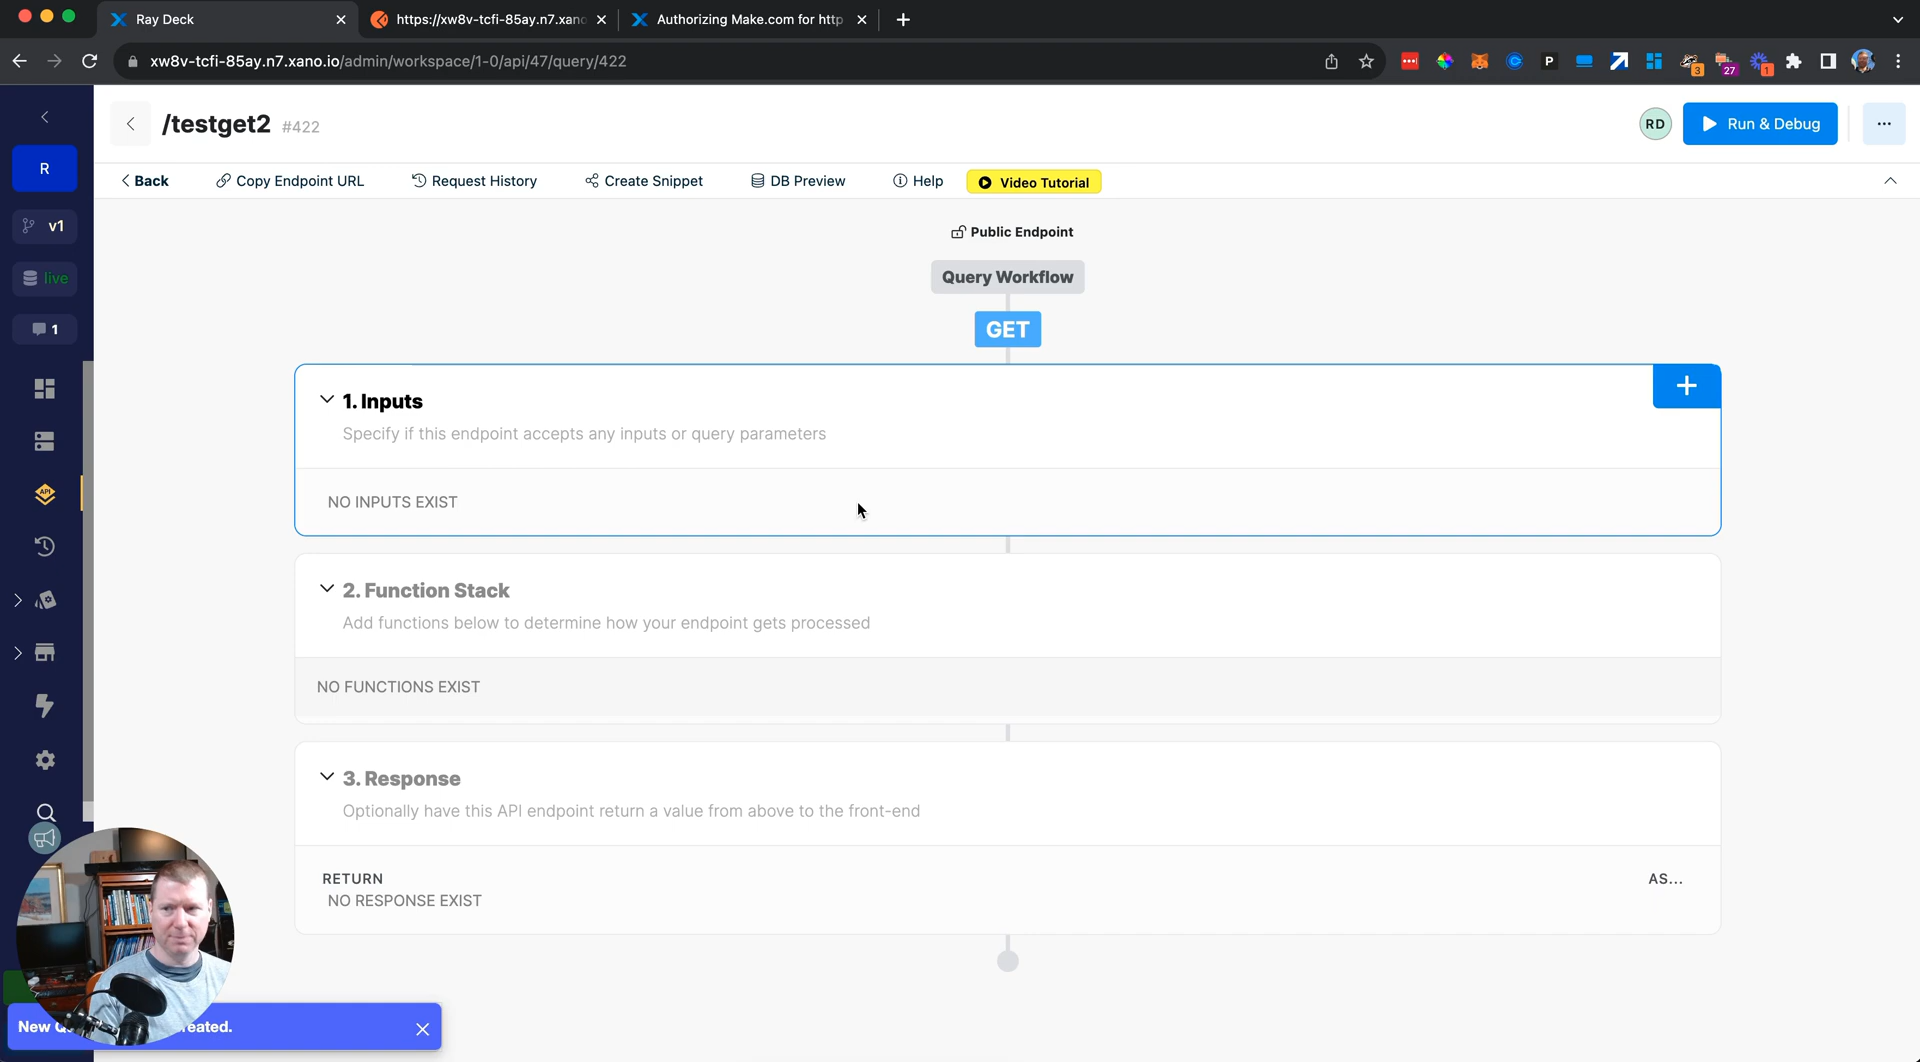 Ray Deck
https://xw8v-tcfi-85ay.n7.xano
Authorizing Make.com for http
xw8v-tcfi-85ay.n7.xano.io/admin/workspace/1-0/api/47/query/422
P
3
27
1
R
v1
live
1
API
/testget2 #422
RD
Run & Debug
Back
Copy Endpoint URL
Request History
Create Snippet
DB Preview
Help
Video Tutorial
Public Endpoint
Query Workflow
GET
1. Inputs
Specify if this endpoint accepts any inputs or query parameters
NO INPUTS EXIST
2. Function Stack
Add functions below to determine how your endpoint gets processed
NO FUNCTIONS EXIST
3. Response
Optionally have this API endpoint return a value from above to the front-end
RETURN
AS...
NO RESPONSE EXIST
New